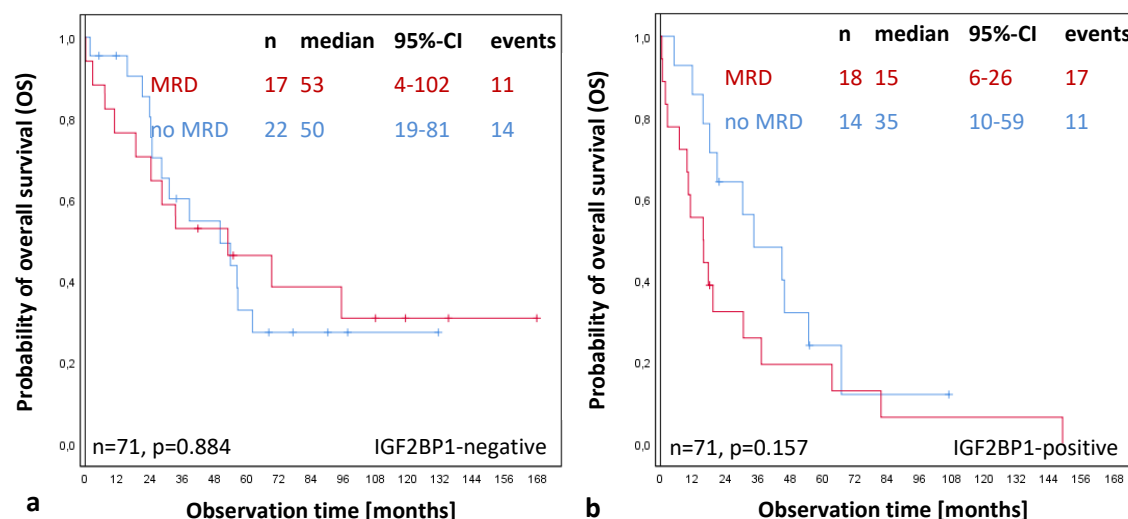 n median 95%-CI events
MRD 17 53 4-102 11
no MRD 22 50 19-81 14
Probability of overall survival (OS)
1,0
0,8
0,6
0,4
0,2
0,0
n=71, p=0.884
IGF2BP1-negative
0 12 24 36 48 60 72 84 96 108 120 132 144 156 168
a
Observation time [months]
n median 95%-CI events
MRD 18 15 6-26 17
no MRD 14 35 10-59 11
Probability of overall survival (OS)
1,0
0,8
0,6
0,4
0,2
0,0
n=71, p=0.157
IGF2BP1-positive
0 12 24 36 48 60 72 84 96 108 120 132 144 156 168
b
Observation time [months]